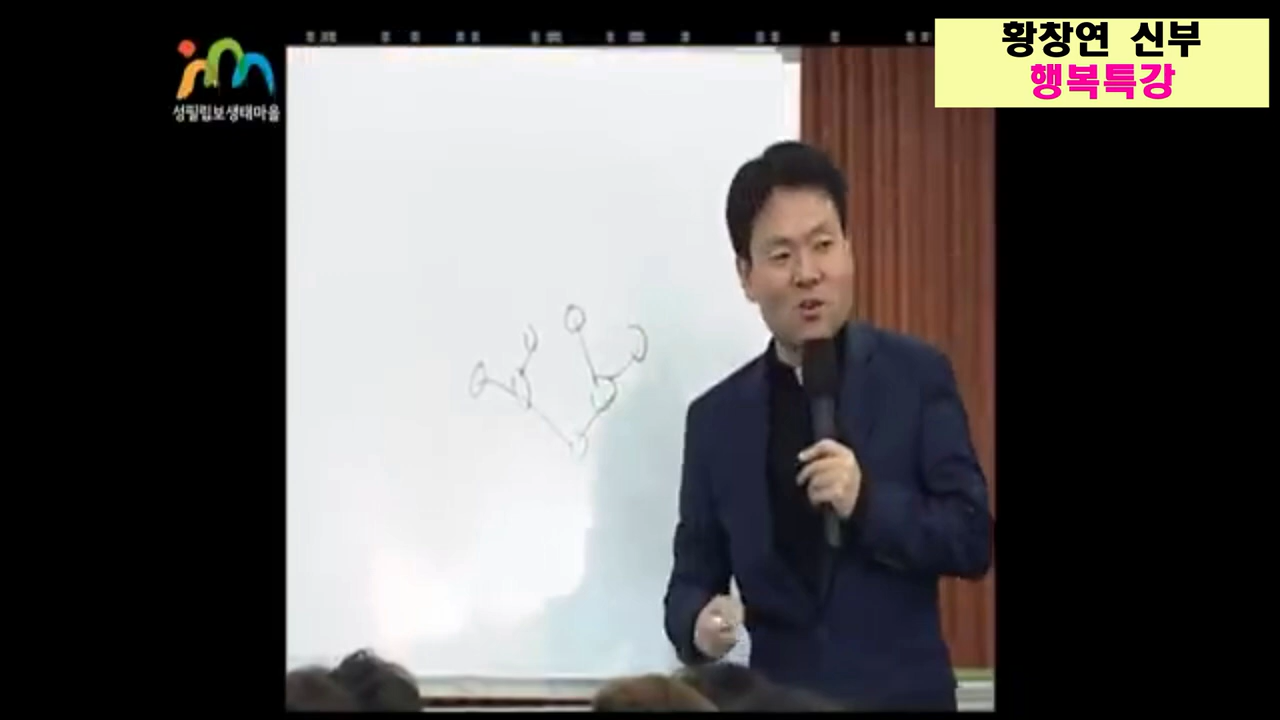 성필립보생태마을
황창연 신부
행복특강